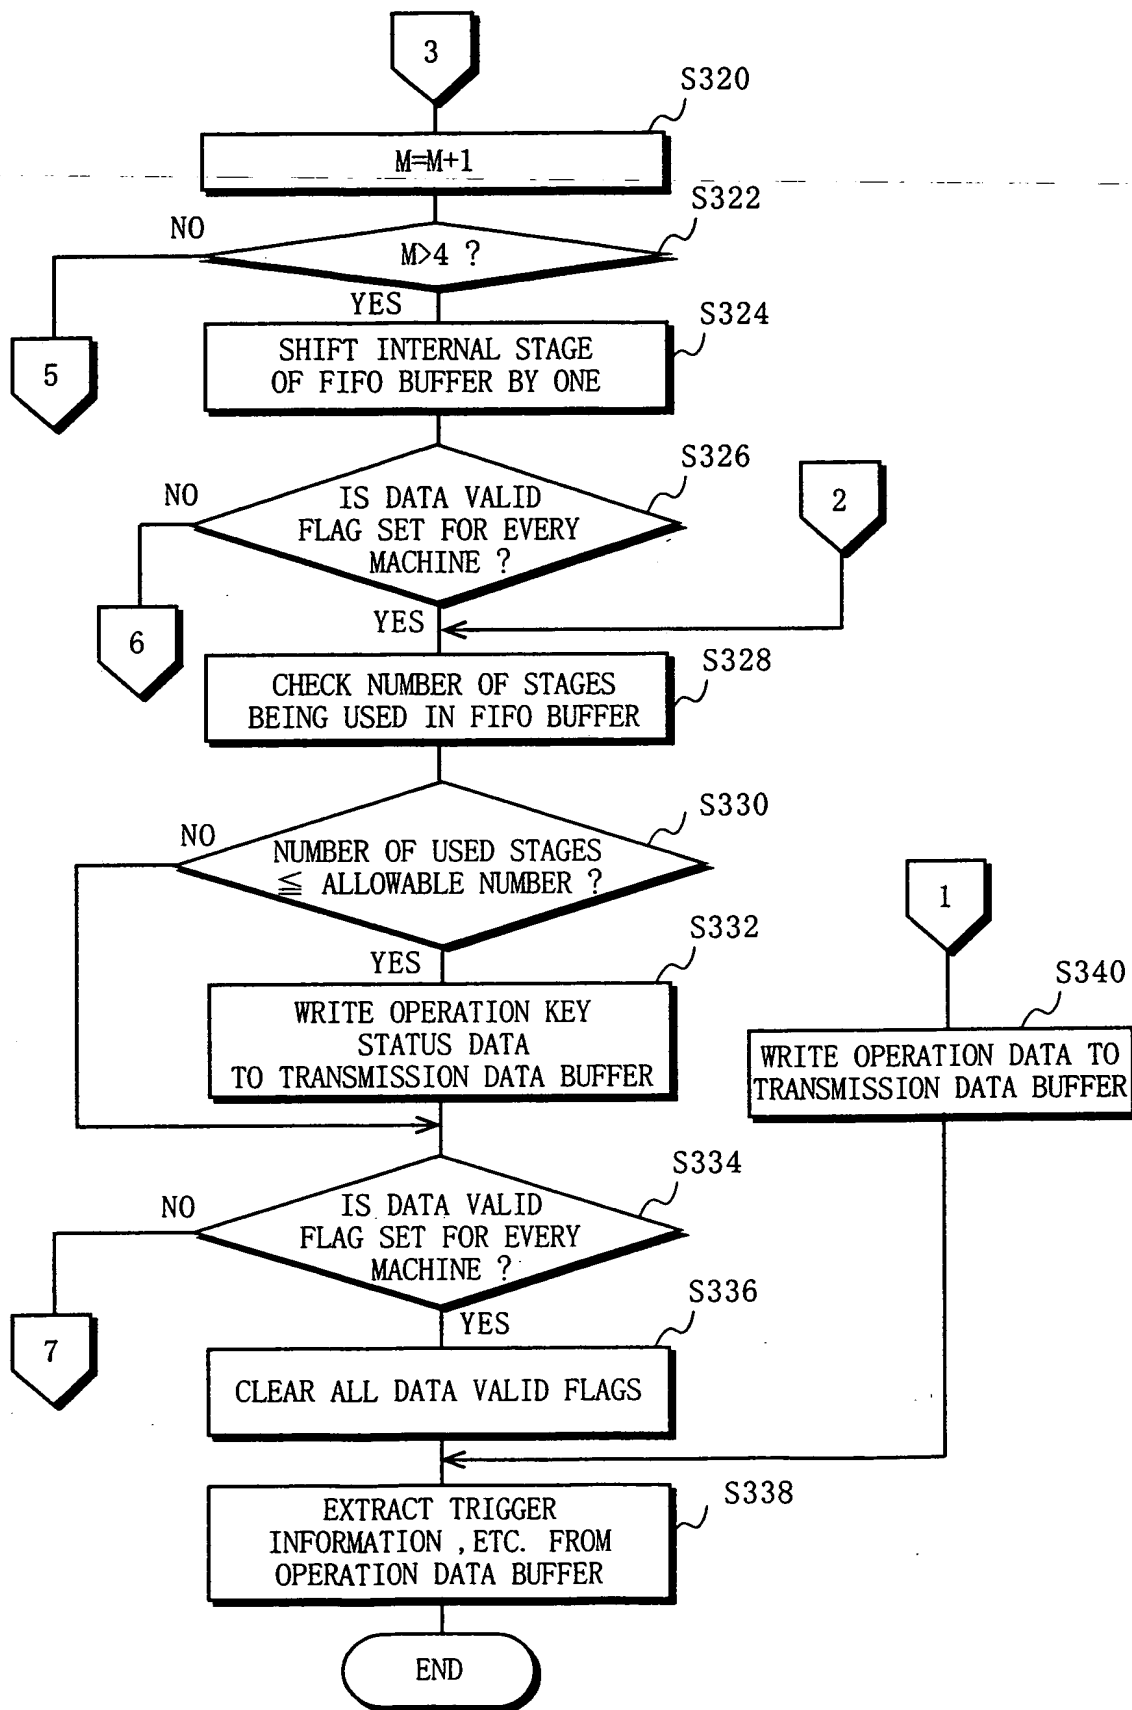 3
S320
M=M+1
S322
NO
M>4 ?
YES
S324
5
SHIFT INTERNAL STAGE
OF FIFO BUFFER BY ONE
S326
NO
IS DATA VALID
FLAG SET FOR EVERY
MACHINE ?
2
YES
6
S328
CHECK NUMBER OF STAGES
BEING USED IN FIFO BUFFER
S330
NO
NUMBER OF USED STAGES
≦ ALLOWABLE NUMBER ?
1
S332
YES
S340
WRITE OPERATION KEY
STATUS DATA
TO TRANSMISSION DATA BUFFER
WRITE OPERATION DATA TO
TRANSMISSION DATA BUFFER
S334
NO
IS DATA VALID
FLAG SET FOR EVERY
MACHINE ?
S336
YES
7
CLEAR ALL DATA VALID FLAGS
S338
EXTRACT TRIGGER
INFORMATION ,ETC. FROM
OPERATION DATA BUFFER
END